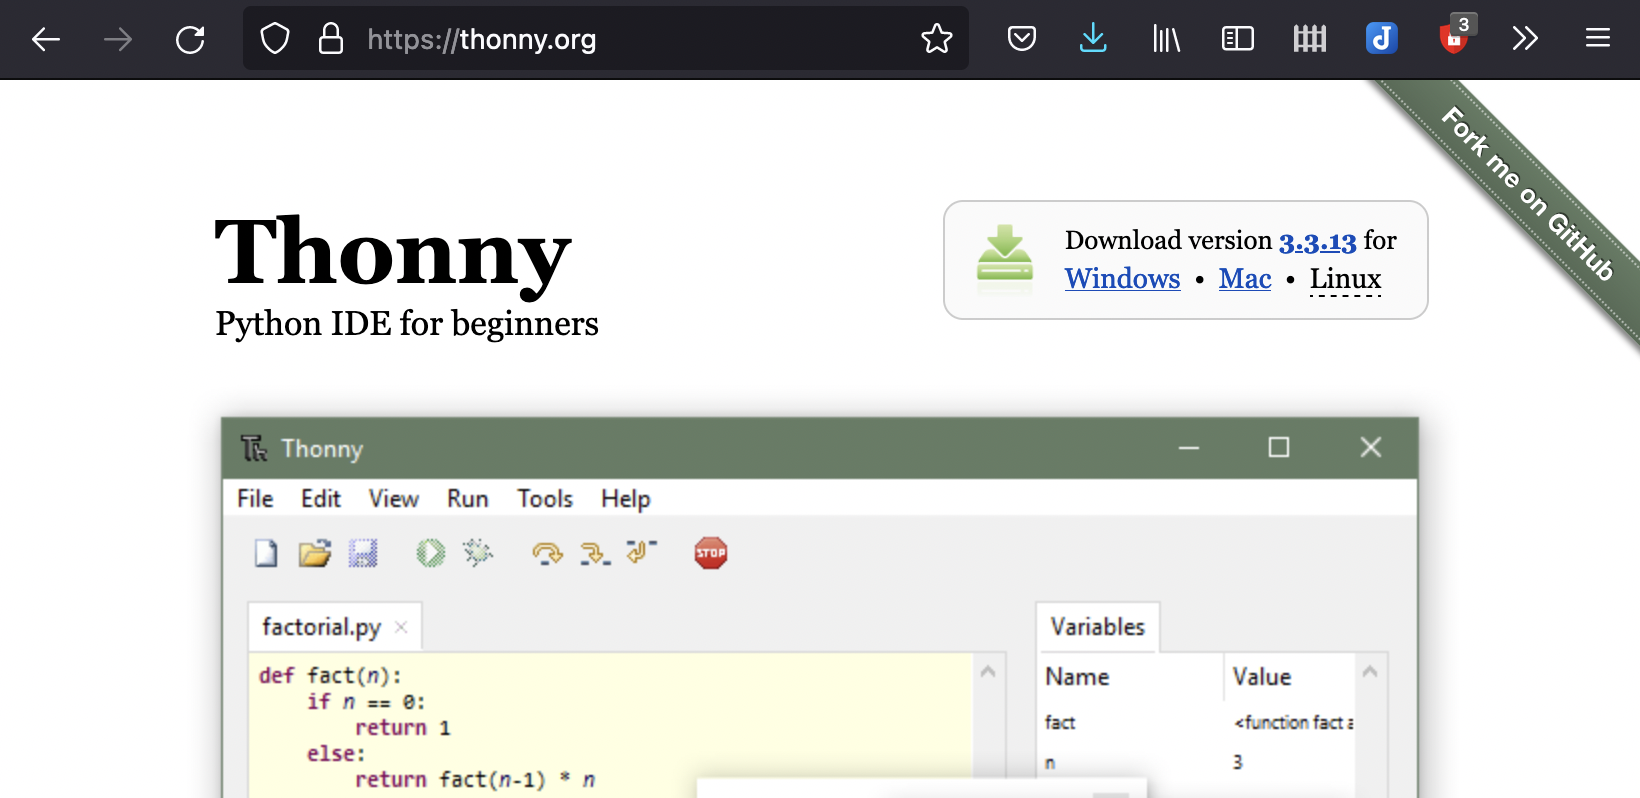 https://thonny.org
3
Fork me on GitHub
Thonny
Python IDE for beginners
Download version 3.3.13 for
Windows • Mac • Linux
Thonny
File Edit View Run Tools Help
STOP
factorial.py
def fact(n):
    if n == 0:
        return 1
    else:
        return fact(n-1) * n
Variables
Name Value
fact <function fact a
n 3